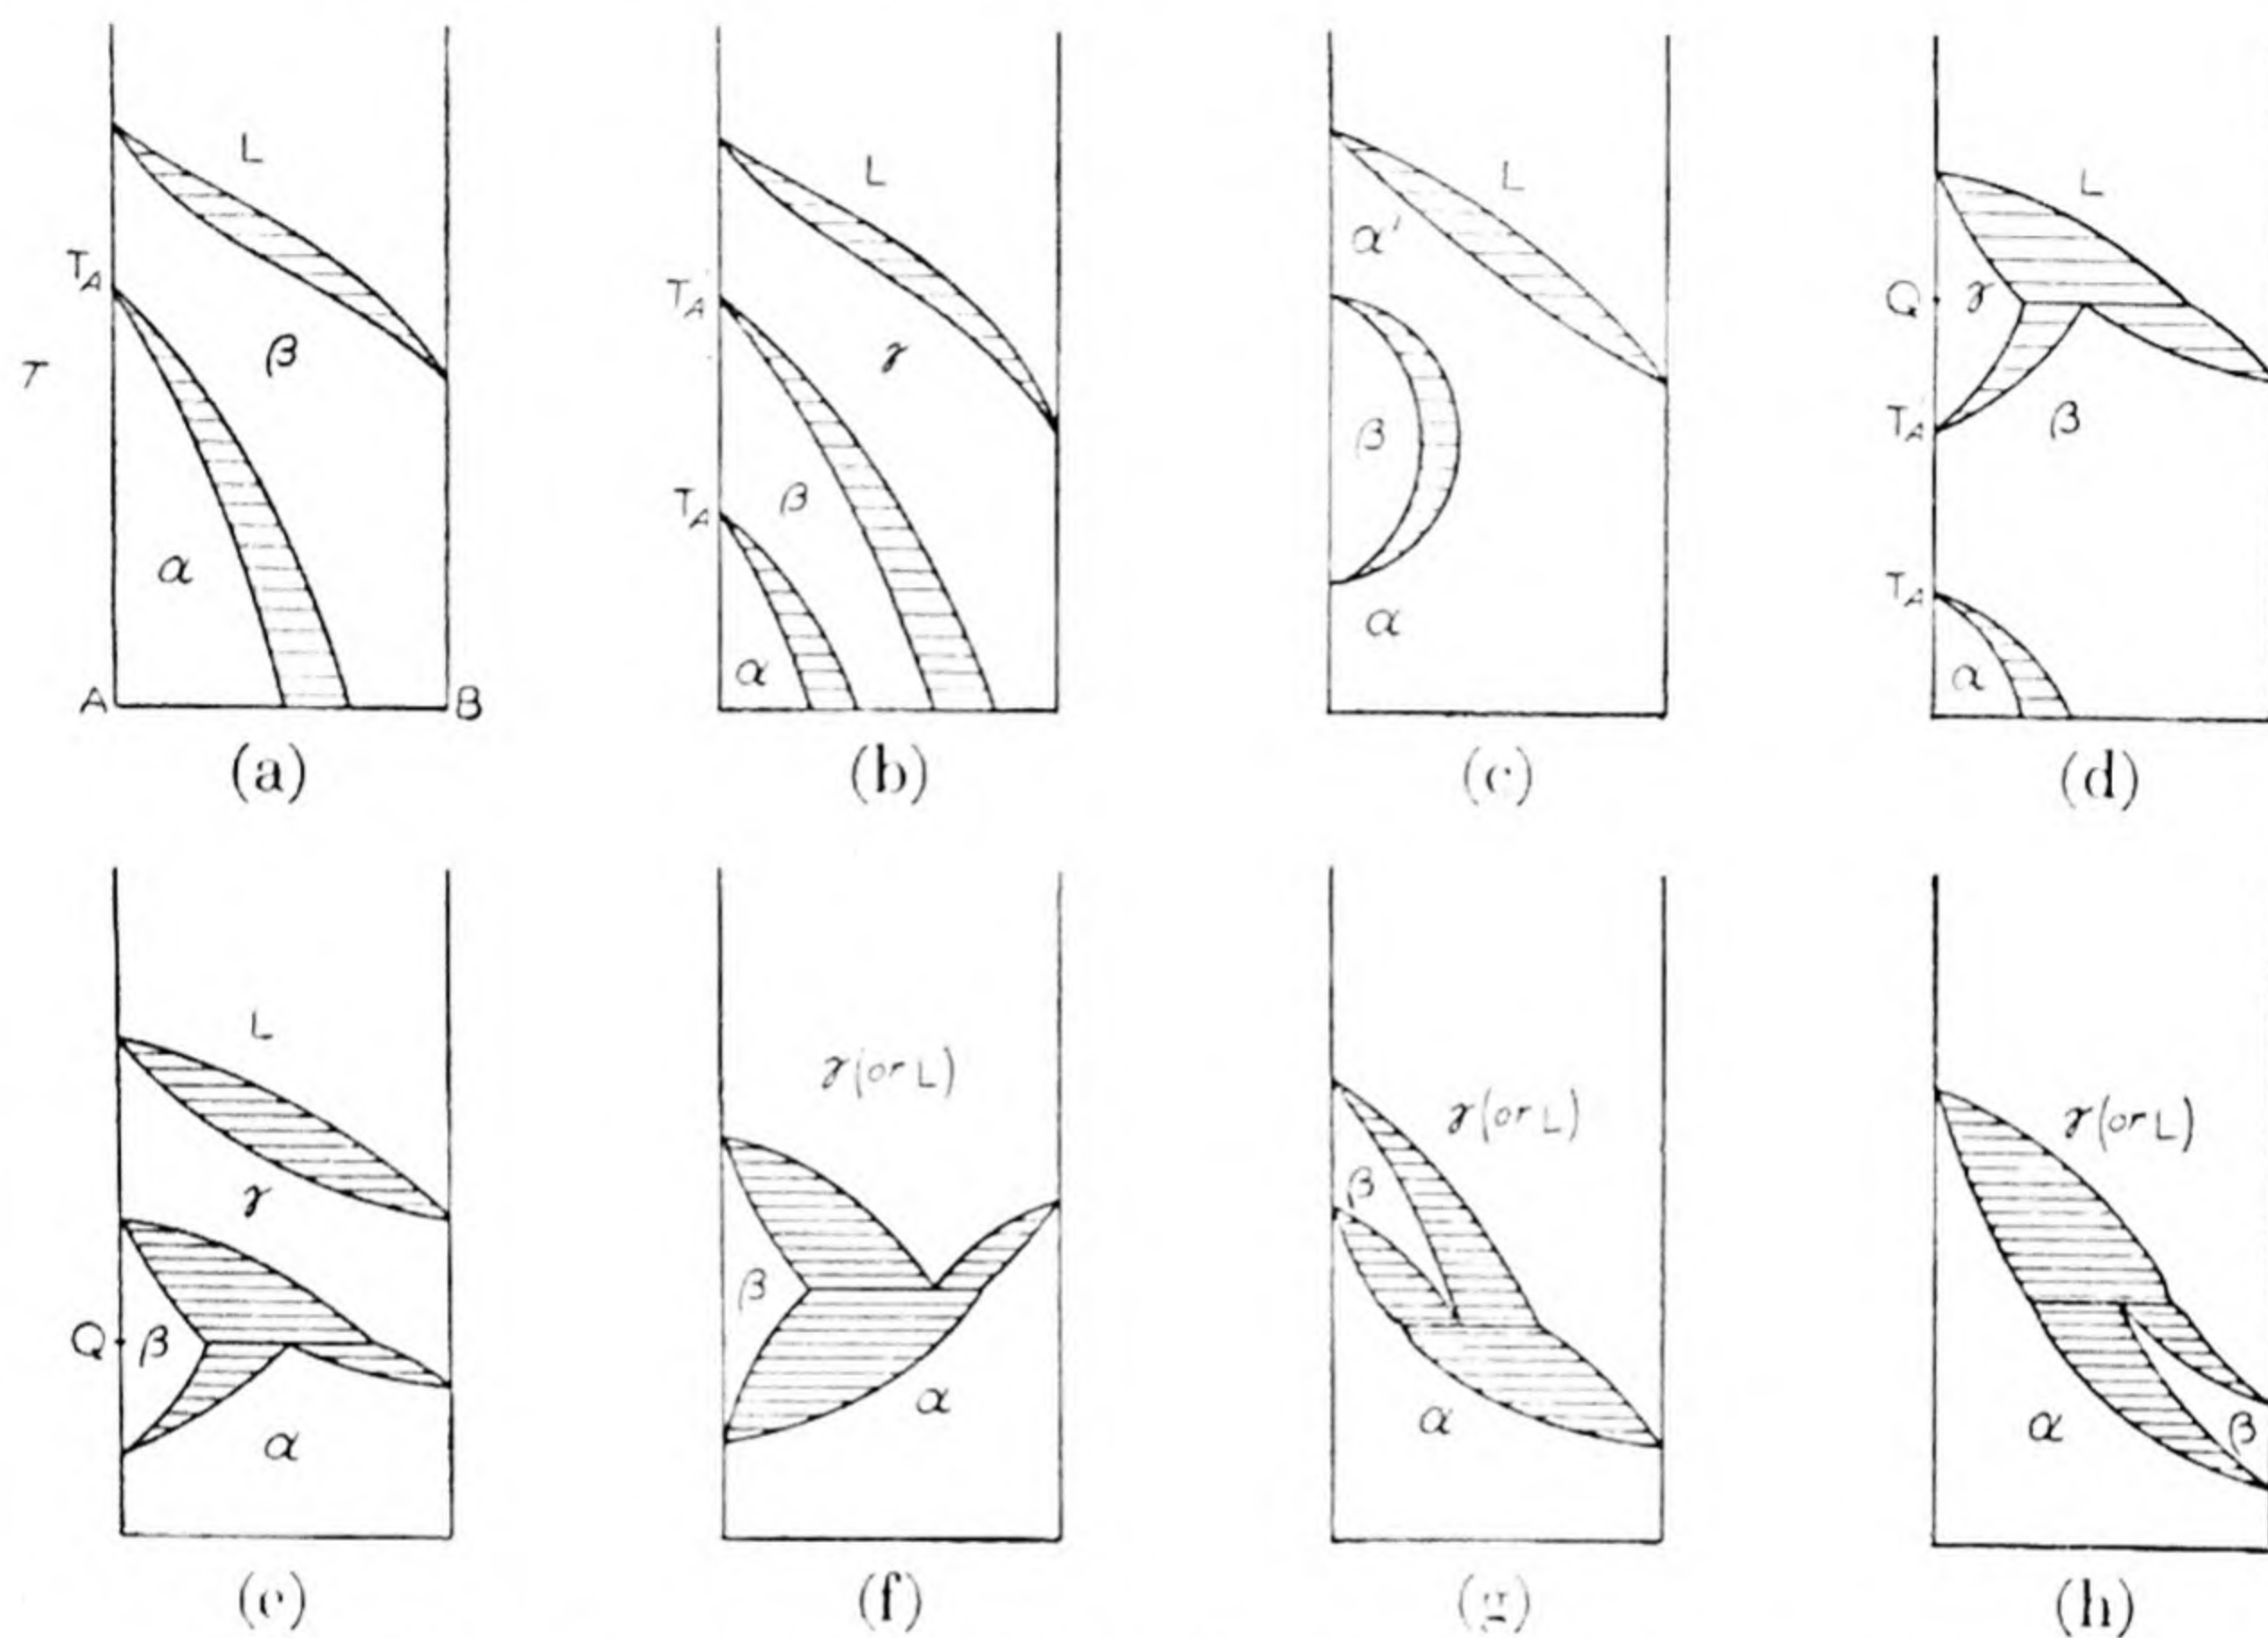 L
T_A
T
β
α
A
B
(a)
L
T_A'
γ
β
T_A
α
(b)
L
α'
β
α
(c)
L
Q
γ
T_A'
β
T_A
α
(d)
L
γ
Q
β
α
(e)
γ(or L)
β
α
(f)
γ(or L)
β
α
(g)
γ(or L)
α
β
(h)